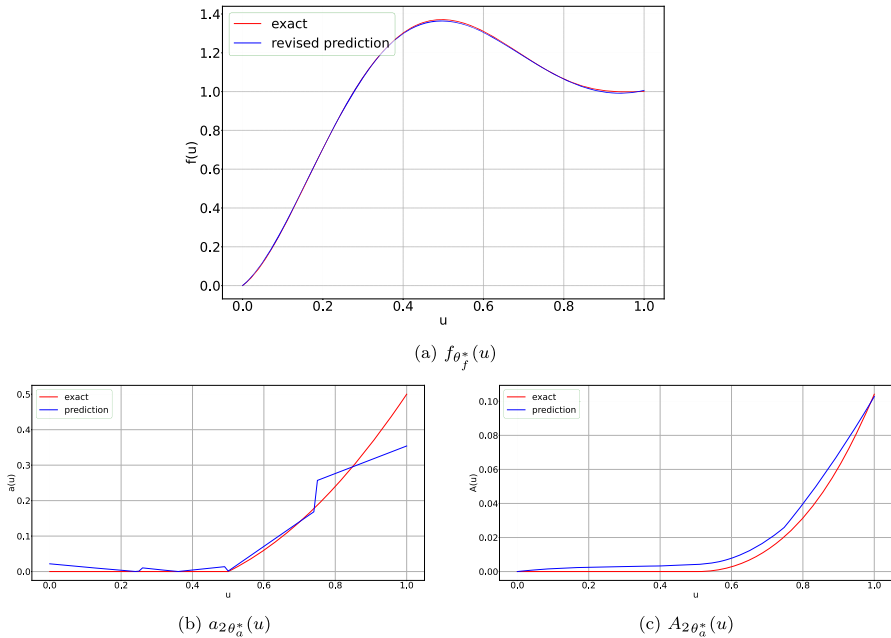 1.4
1.2
1.0
0.8
0.6
0.4
0.2
0.0
f(u)
exact
revised prediction
0.0 0.2 0.4 0.6 0.8 1.0
u
(a) f_{θ_f^*}(u)
0.5
0.4
0.3
0.2
0.1
0.0
a(u)
exact
prediction
0.0 0.2 0.4 0.6 0.8 1.0
u
(b) a_{2 θ_a^*}(u)
0.10
0.08
0.06
0.04
0.02
0.00
A(u)
exact
prediction
0.0 0.2 0.4 0.6 0.8 1.0
u
(c) A_{2 θ_a^*}(u)